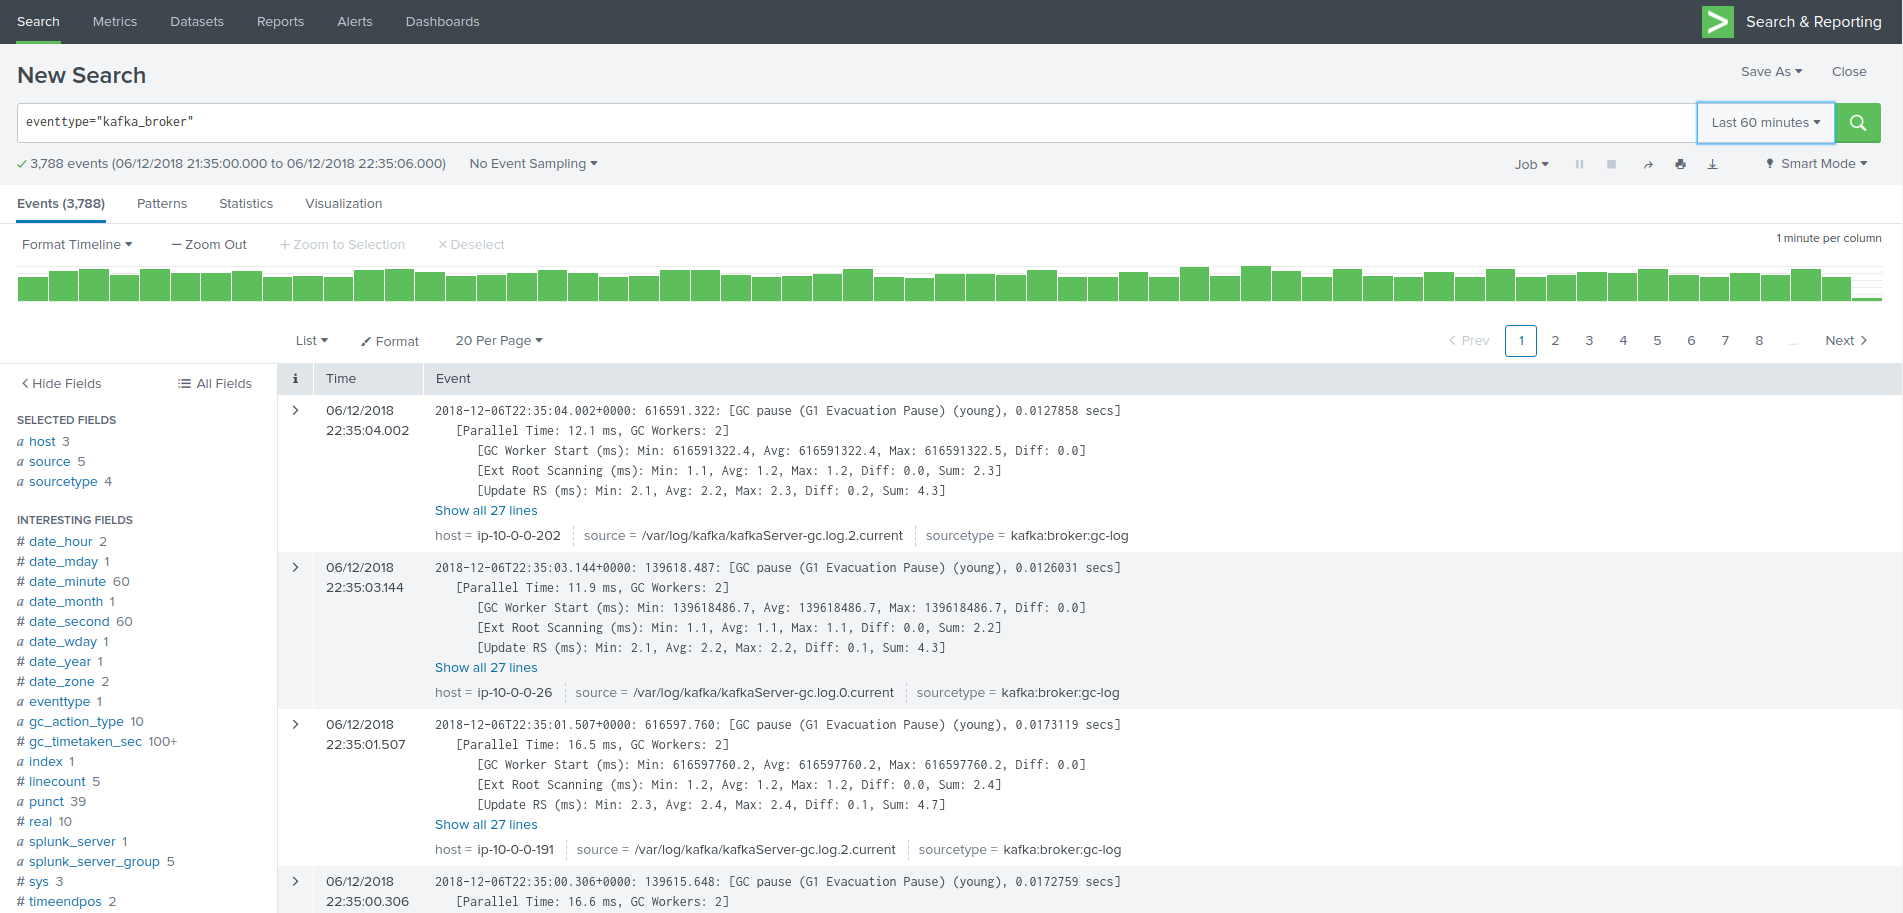 Search Metrics Datasets Reports Alerts Dashboards Search & Reporting
New Search Save As Close
eventtype="kafka_broker" Last 60 minutes
3,788 events (06/12/2018 21:35:00.000 to 06/12/2018 22:35:06.000) No Event Sampling Job Smart Mode
Events (3,788) Patterns Statistics Visualization
Format Timeline — Zoom Out + Zoom to Selection × Deselect 1 minute per column
List Format 20 Per Page < Prev 1 2 3 4 5 6 7 8 ... Next >
< Hide Fields All Fields
SELECTED FIELDS
a host 3
a source 5
a sourcetype 4
INTERESTING FIELDS
# date_hour 2
# date_mday 1
# date_minute 60
a date_month 1
# date_second 60
a date_wday 1
# date_year 1
# date_zone 2
a eventtype 1
a gc_action_type 10
# gc_timetaken_sec 100+
a index 1
# linecount 5
a punct 39
# real 10
a splunk_server 1
a splunk_server_group 5
# sys 3
# timeendpos 2
i Time Event
> 06/12/2018 22:35:04.002
2018-12-06T22:35:04.002+0000: 616591.322: [GC pause (G1 Evacuation Pause) (young), 0.0127858 secs]
[Parallel Time: 12.1 ms, GC Workers: 2]
[GC Worker Start (ms): Min: 616591322.4, Avg: 616591322.4, Max: 616591322.5, Diff: 0.0]
[Ext Root Scanning (ms): Min: 1.1, Avg: 1.2, Max: 1.2, Diff: 0.0, Sum: 2.3]
[Update RS (ms): Min: 2.1, Avg: 2.2, Max: 2.3, Diff: 0.2, Sum: 4.3]
Show all 27 lines
host = ip-10-0-0-202 source = /var/log/kafka/kafkaServer-gc.log.2.current sourcetype = kafka:broker:gc-log
> 06/12/2018 22:35:03.144
2018-12-06T22:35:03.144+0000: 139618.487: [GC pause (G1 Evacuation Pause) (young), 0.0126031 secs]
[Parallel Time: 11.9 ms, GC Workers: 2]
[GC Worker Start (ms): Min: 139618486.7, Avg: 139618486.7, Max: 139618486.7, Diff: 0.0]
[Ext Root Scanning (ms): Min: 1.1, Avg: 1.1, Max: 1.1, Diff: 0.0, Sum: 2.2]
[Update RS (ms): Min: 2.1, Avg: 2.2, Max: 2.2, Diff: 0.1, Sum: 4.3]
Show all 27 lines
host = ip-10-0-0-26 source = /var/log/kafka/kafkaServer-gc.log.0.current sourcetype = kafka:broker:gc-log
> 06/12/2018 22:35:01.507
2018-12-06T22:35:01.507+0000: 616597.760: [GC pause (G1 Evacuation Pause) (young), 0.0173119 secs]
[Parallel Time: 16.5 ms, GC Workers: 2]
[GC Worker Start (ms): Min: 616597760.2, Avg: 616597760.2, Max: 616597760.2, Diff: 0.0]
[Ext Root Scanning (ms): Min: 1.2, Avg: 1.2, Max: 1.2, Diff: 0.0, Sum: 2.4]
[Update RS (ms): Min: 2.3, Avg: 2.4, Max: 2.4, Diff: 0.1, Sum: 4.7]
Show all 27 lines
host = ip-10-0-0-191 source = /var/log/kafka/kafkaServer-gc.log.2.current sourcetype = kafka:broker:gc-log
> 06/12/2018 22:35:00.306
2018-12-06T22:35:00.306+0000: 139615.648: [GC pause (G1 Evacuation Pause) (young), 0.0172759 secs]
[Parallel Time: 16.6 ms, GC Workers: 2]